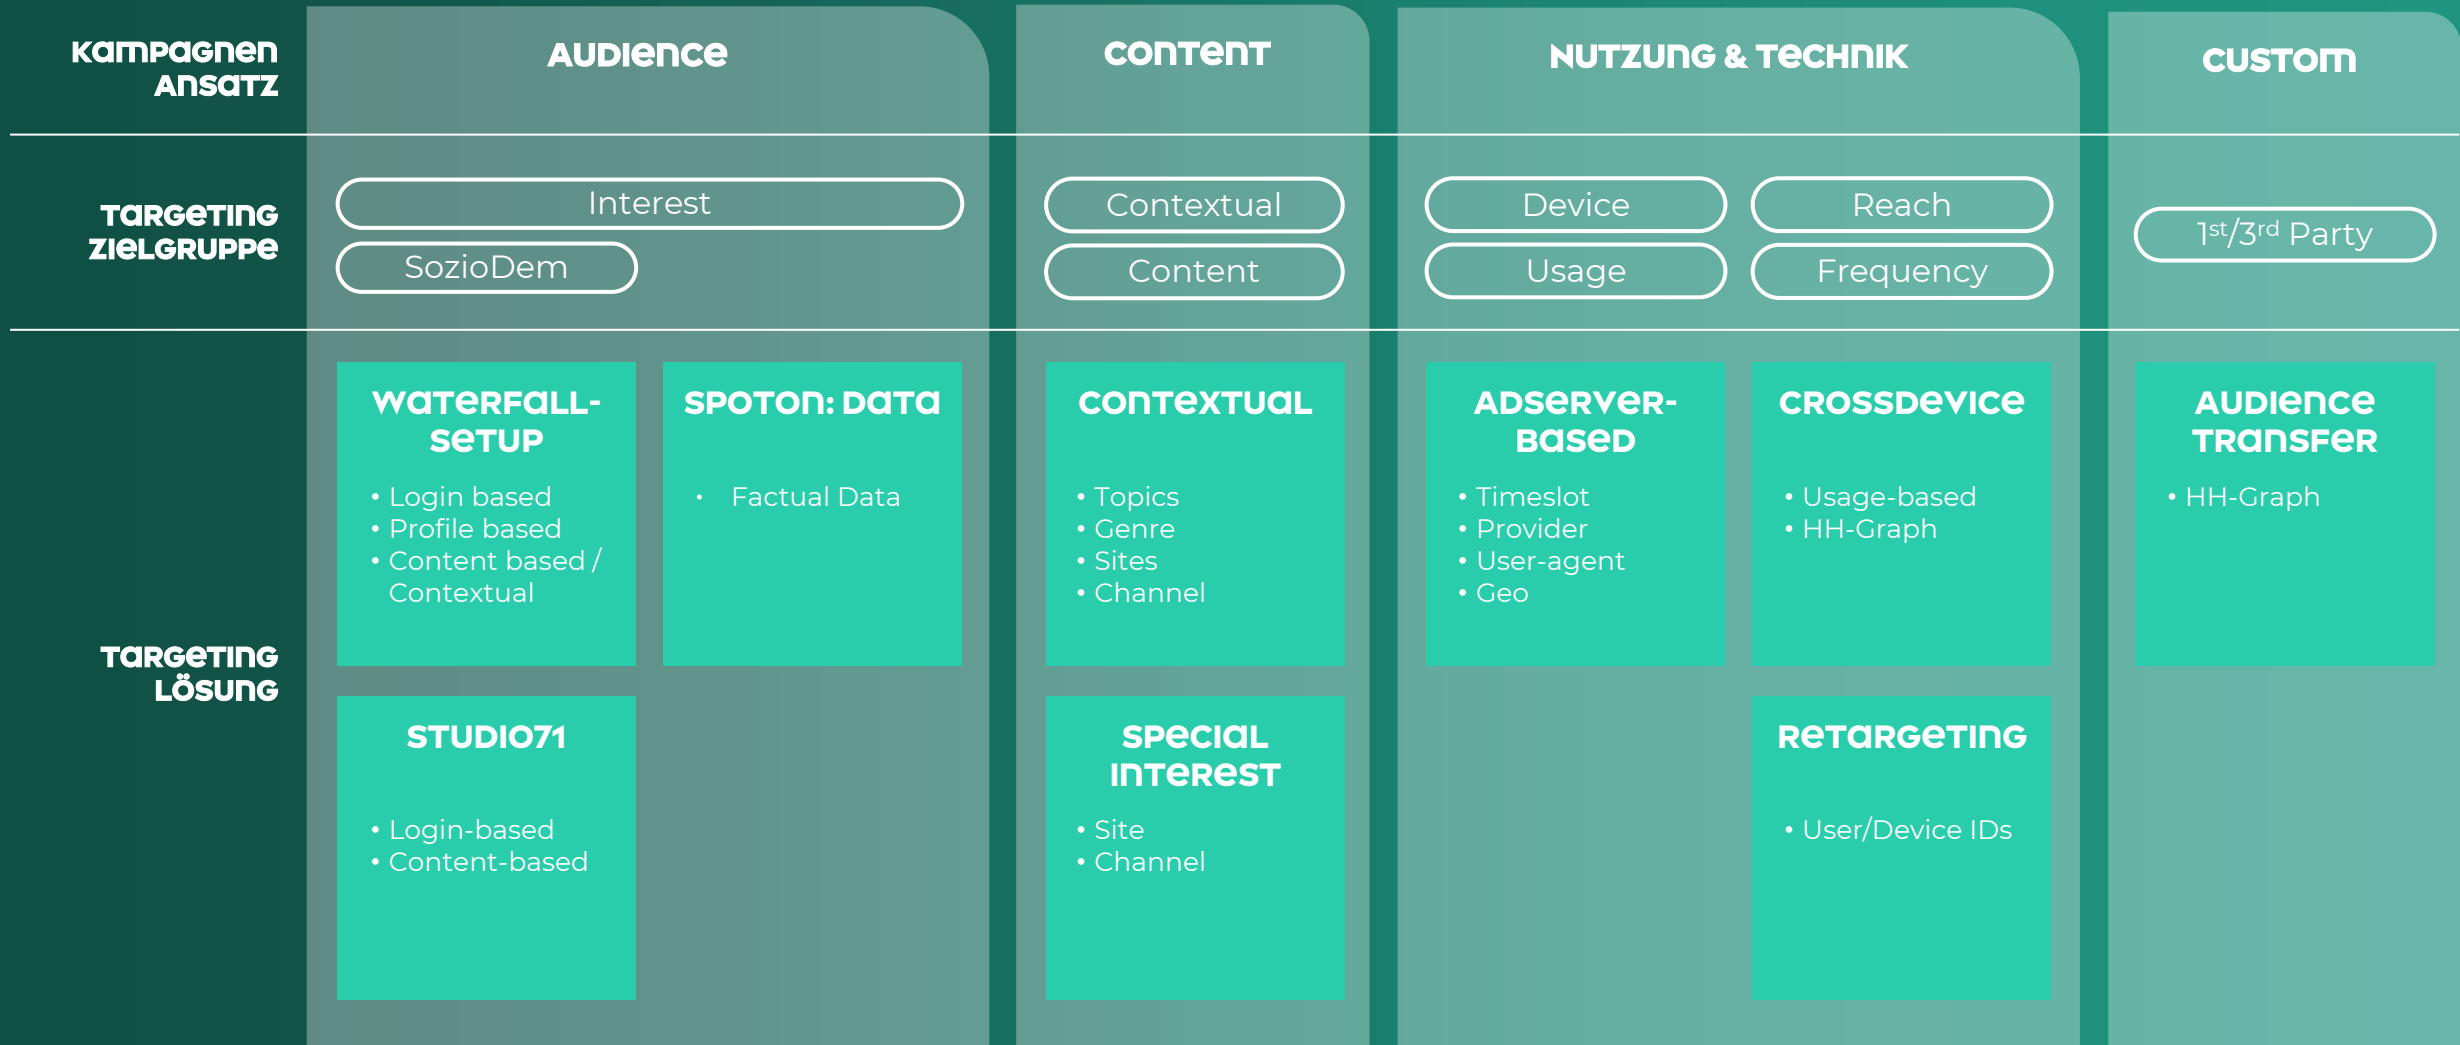 KAMPAGNEN
ANSATZ
AUDIENCE
CONTENT
NUTZUNG & TECHNIK
CUSTOM
TARGETING
ZIELGRUPPE
Interest
SozioDem
Contextual
Content
Device
Reach
Usage
Frequency
1st/3rd Party
TARGETING
LÖSUNG
WATERFALL-
SETUP
• Login based
• Profile based
• Content based /
Contextual
SPOTON: DATA
• Factual Data
CONTEXTUAL
• Topics
• Genre
• Sites
• Channel
ADSERVER-
BASED
• Timeslot
• Provider
• User-agent
• Geo
CROSSDEVICE
• Usage-based
• HH-Graph
AUDIENCE
TRANSFER
• HH-Graph
STUDIO71
• Login-based
• Content-based
SPECIAL
INTEREST
• Site
• Channel
RETARGETING
• User/Device IDs